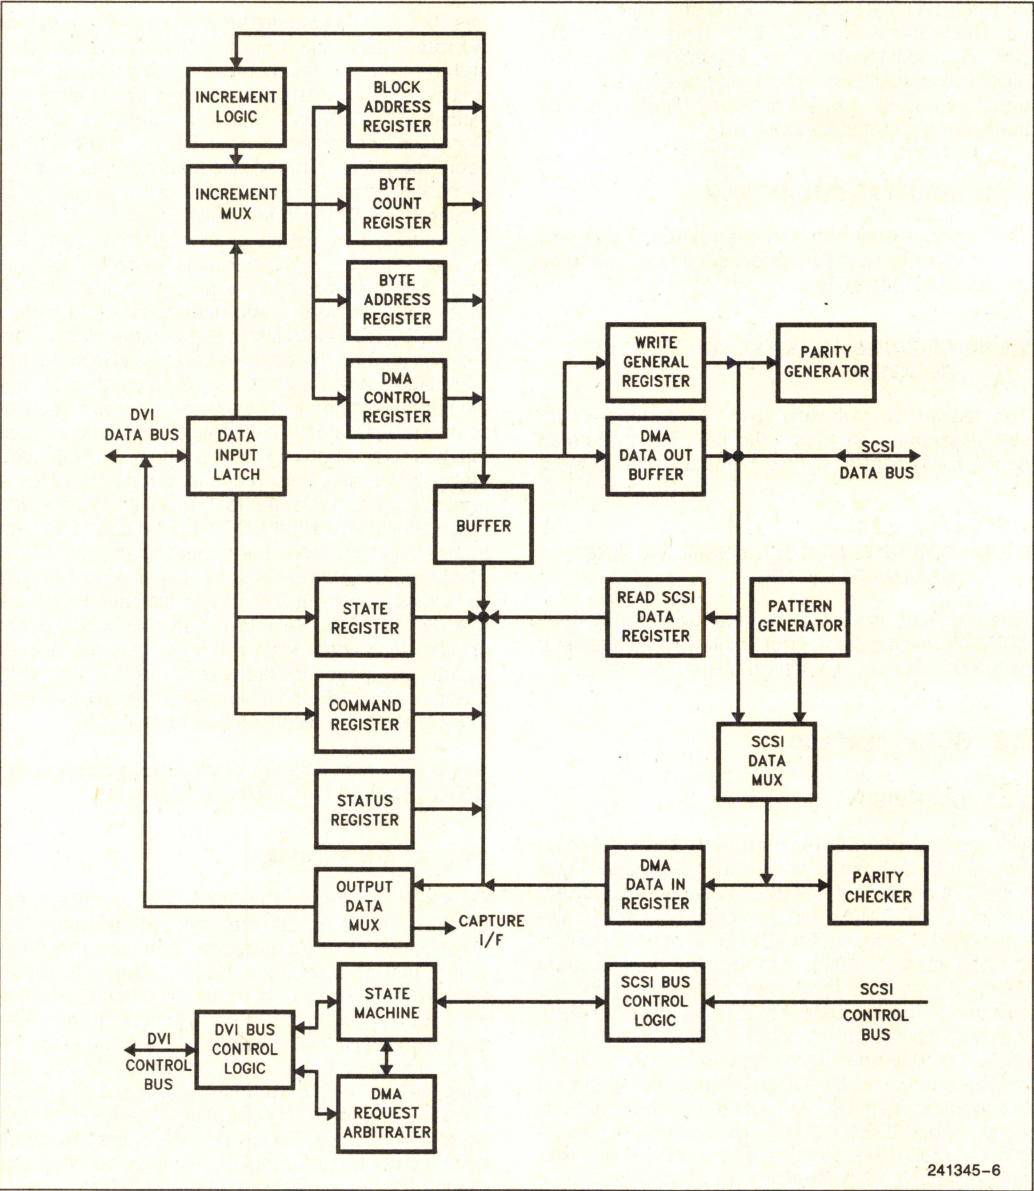 INCREMENT
LOGIC
BLOCK
ADDRESS
REGISTER
INCREMENT
MUX
BYTE
COUNT
REGISTER
BYTE
ADDRESS
REGISTER
DMA
CONTROL
REGISTER
WRITE
GENERAL
REGISTER
PARITY
GENERATOR
DVI
DATA BUS
DATA
INPUT
LATCH
DMA
DATA OUT
BUFFER
SCSI
DATA BUS
BUFFER
STATE
REGISTER
READ SCSI
DATA
REGISTER
PATTERN
GENERATOR
COMMAND
REGISTER
SCSI
DATA
MUX
STATUS
REGISTER
OUTPUT
DATA
MUX
CAPTURE
I/F
DMA
DATA IN
REGISTER
PARITY
CHECKER
STATE
MACHINE
SCSI BUS
CONTROL
LOGIC
SCSI
CONTROL
BUS
DVI
CONTROL
BUS
DVI BUS
CONTROL
LOGIC
DMA
REQUEST
ARBITRATER
241345-6